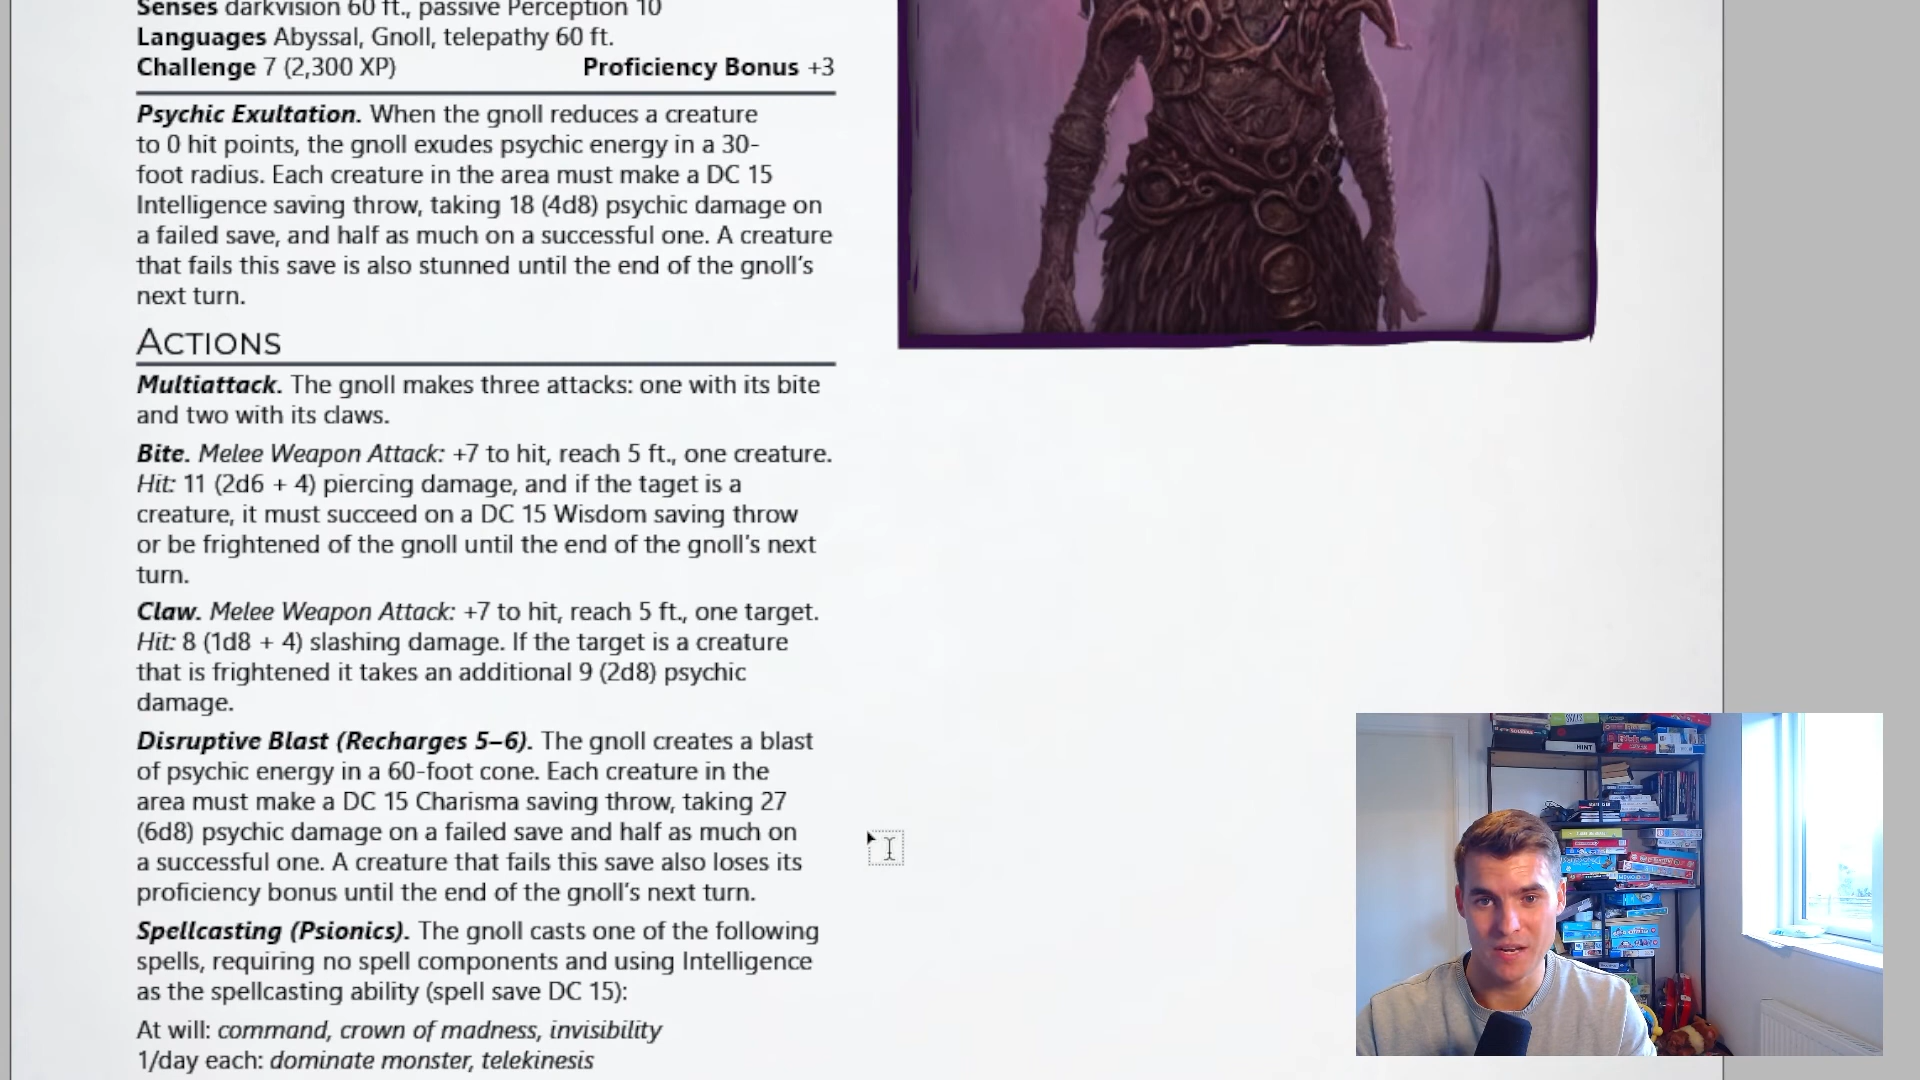 Senses darkvision 60 ft., passive Perception 10
Languages Abyssal, Gnoll, telepathy 60 ft.
Challenge 7 (2,300 XP) Proficiency Bonus +3
Psychic Exultation. When the gnoll reduces a creature
to 0 hit points, the gnoll exudes psychic energy in a 30-
foot radius. Each creature in the area must make a DC 15
Intelligence saving throw, taking 18 (4d8) psychic damage on
a failed save, and half as much on a successful one. A creature
that fails this save is also stunned until the end of the gnoll's
next turn.
ACTIONS
Multiattack. The gnoll makes three attacks: one with its bite
and two with its claws.
Bite. Melee Weapon Attack: +7 to hit, reach 5 ft., one creature.
Hit: 11 (2d6 + 4) piercing damage, and if the taget is a
creature, it must succeed on a DC 15 Wisdom saving throw
or be frightened of the gnoll until the end of the gnoll's next
turn.
Claw. Melee Weapon Attack: +7 to hit, reach 5 ft., one target.
Hit: 8 (1d8 + 4) slashing damage. If the target is a creature
that is frightened it takes an additional 9 (2d8) psychic
damage.
Disruptive Blast (Recharges 5–6). The gnoll creates a blast
of psychic energy in a 60-foot cone. Each creature in the
area must make a DC 15 Charisma saving throw, taking 27
(6d8) psychic damage on a failed save and half as much on
a successful one. A creature that fails this save also loses its
proficiency bonus until the end of the gnoll's next turn.
Spellcasting (Psionics). The gnoll casts one of the following
spells, requiring no spell components and using Intelligence
as the spellcasting ability (spell save DC 15):
At will: command, crown of madness, invisibility
1/day each: dominate monster, telekinesis
HINT